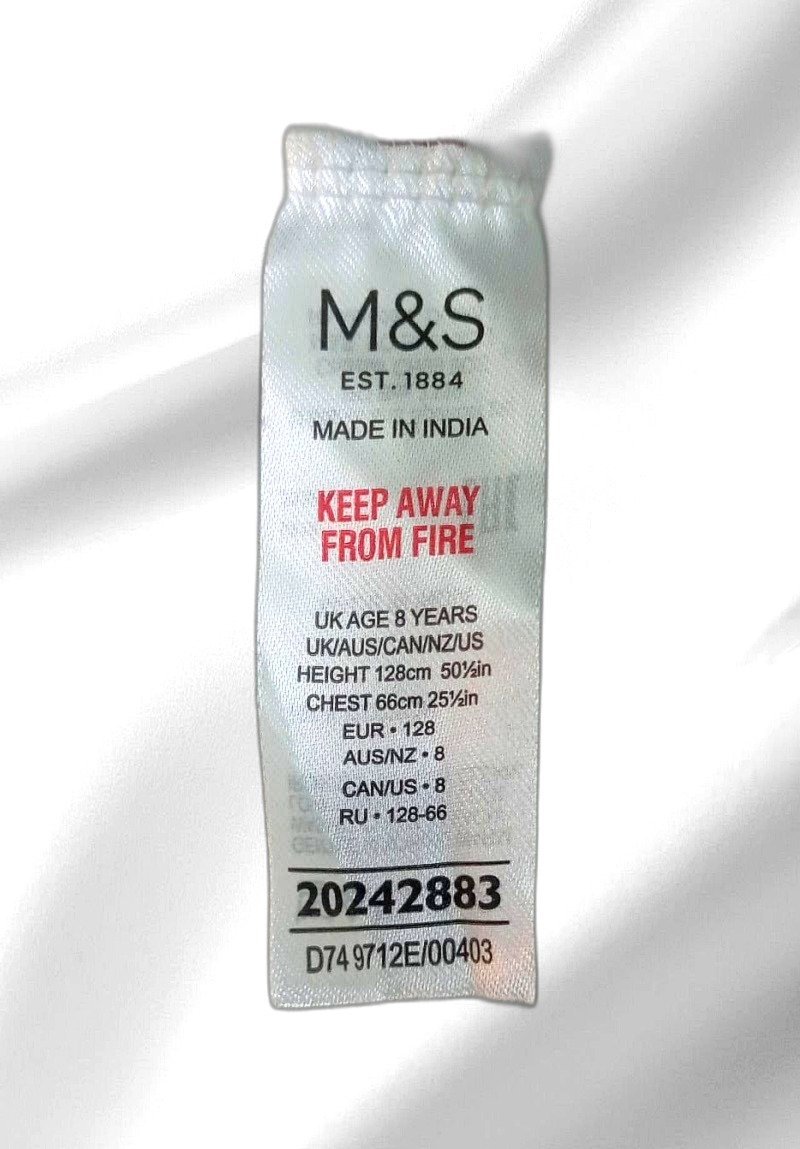 M&S
EST. 1884
MADE IN INDIA
KEEP AWAY
FROM FIRE
UK AGE 8 YEARS
UK/AUS/CAN/NZ/US
HEIGHT 128cm 50½in
CHEST 66cm 25½in
EUR • 128
AUS/NZ • 8
CAN/US • 8
RU • 128-66
20242883
D74 9712E/00403